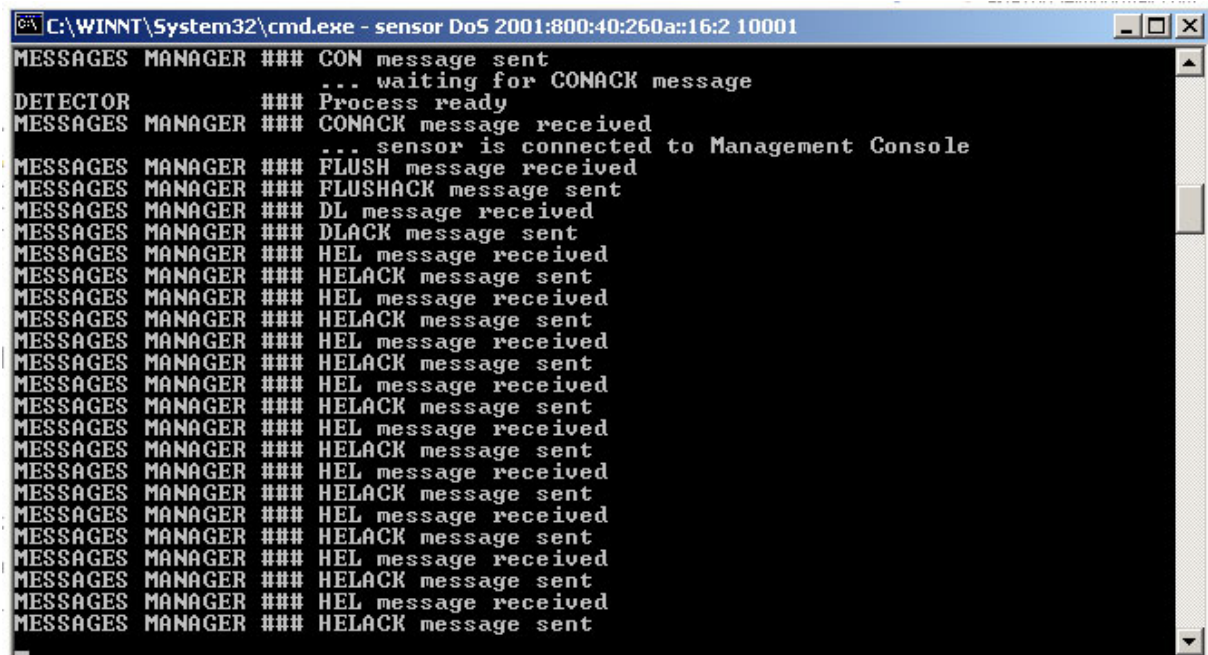 C:\WINNT\System32\cmd.exe - sensor DoS 2001:800:40:260a::16:2 10001
MESSAGES MANAGER ### CON message sent
... waiting for CONACK message
DETECTOR ### Process ready
MESSAGES MANAGER ### CONACK message received
... sensor is connected to Management Console
MESSAGES MANAGER ### FLUSH message received
MESSAGES MANAGER ### FLUSHACK message sent
MESSAGES MANAGER ### DL message received
MESSAGES MANAGER ### DLACK message sent
MESSAGES MANAGER ### HEL message received
MESSAGES MANAGER ### HELACK message sent
MESSAGES MANAGER ### HEL message received
MESSAGES MANAGER ### HELACK message sent
MESSAGES MANAGER ### HEL message received
MESSAGES MANAGER ### HELACK message sent
MESSAGES MANAGER ### HEL message received
MESSAGES MANAGER ### HELACK message sent
MESSAGES MANAGER ### HEL message received
MESSAGES MANAGER ### HELACK message sent
MESSAGES MANAGER ### HEL message received
MESSAGES MANAGER ### HELACK message sent
MESSAGES MANAGER ### HEL message received
MESSAGES MANAGER ### HELACK message sent
MESSAGES MANAGER ### HEL message received
MESSAGES MANAGER ### HELACK message sent
MESSAGES MANAGER ### HEL message received
MESSAGES MANAGER ### HELACK message sent